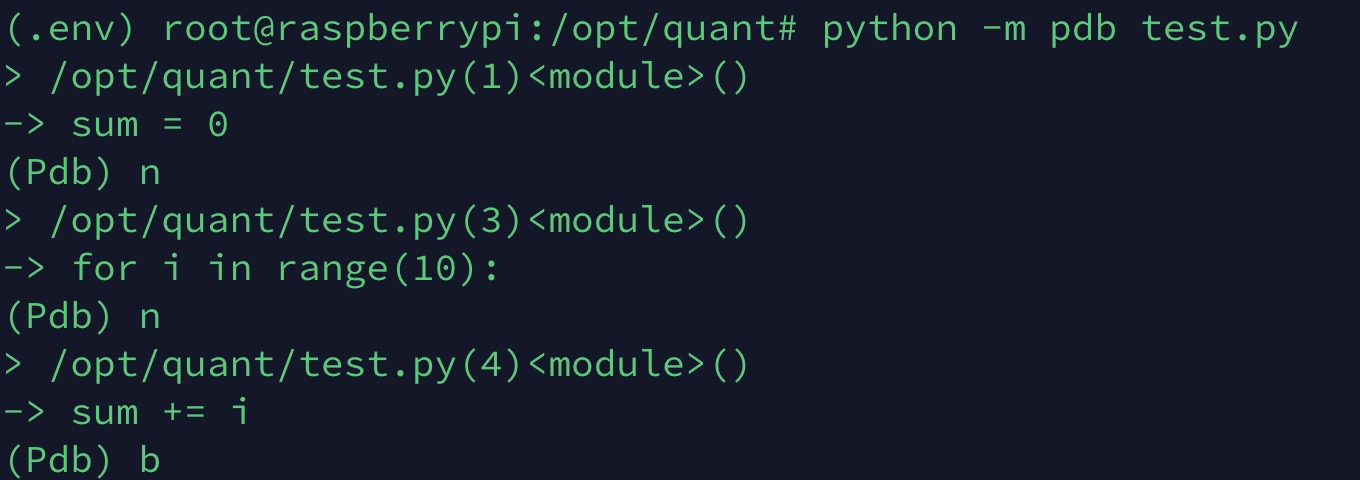 (.env) root@raspberrypi:/opt/quant# python -m pdb test.py
> /opt/quant/test.py(1)<module>()
-> sum = 0
(Pdb) n
> /opt/quant/test.py(3)<module>()
-> for i in range(10):
(Pdb) n
> /opt/quant/test.py(4)<module>()
-> sum += i
(Pdb) b